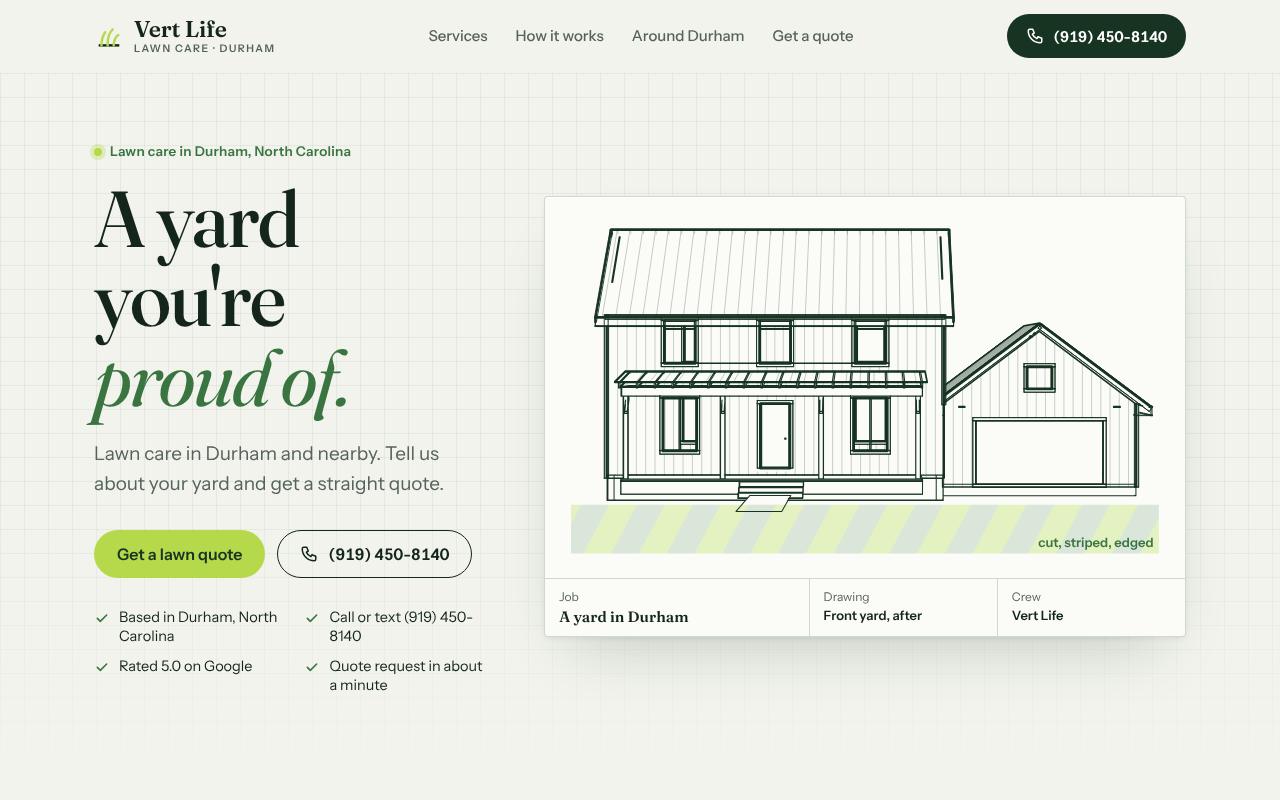 Vert Life
LAWN CARE · DURHAM
Services
How it works
Around Durham
Get a quote
(919) 450-8140
Lawn care in Durham, North Carolina
A yard
you're
proud of.
Lawn care in Durham and nearby. Tell us
about your yard and get a straight quote.
Get a lawn quote
(919) 450-8140
Based in Durham, North
Carolina
Call or text (919) 450-
8140
Rated 5.0 on Google
Quote request in about
a minute
cut, striped, edged
Job
A yard in Durham
Drawing
Front yard, after
Crew
Vert Life